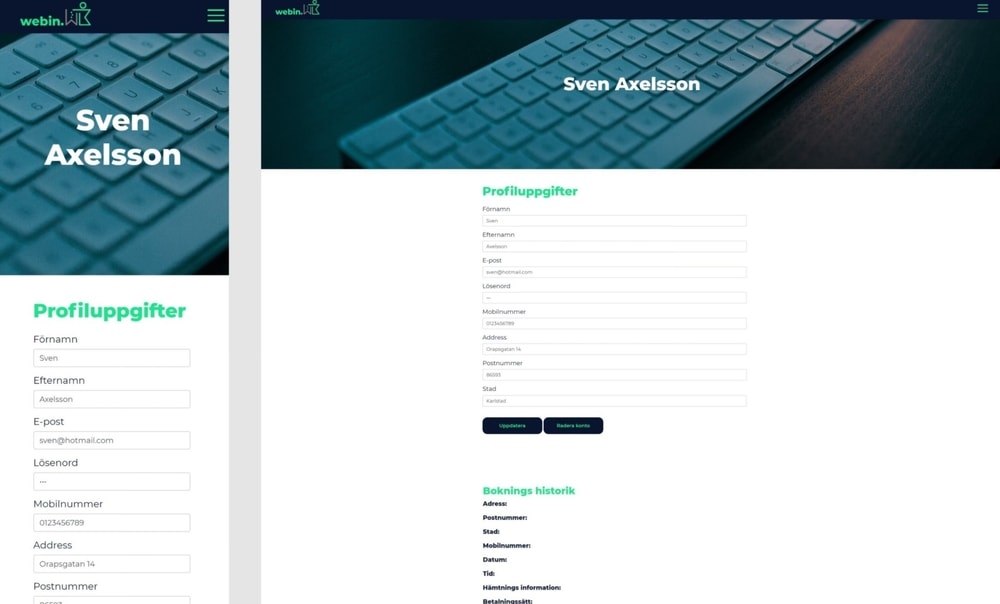 webin.
Sven
Axelsson
Profiluppgifter
Förnamn
Sven
Efternamn
Axelsson
E-post
sven@hotmail.com
Lösenord
Mobilnummer
0123456789
Address
Orapsgatan 14
Postnummer
webin.
Sven Axelsson
Profiluppgifter
Förnamn
Sven
Efternamn
Axelsson
E-post
sven@hotmail.com
Lösenord
Mobilnummer
0123456789
Address
Orapsgatan 14
Postnummer
86593
Stad
Karlstad
Uppdatera Radera konto
Boknings historik
Adress:
Postnummer:
Stad:
Mobilnummer:
Datum:
Tid:
Hämtnings information:
Betalningssätt: